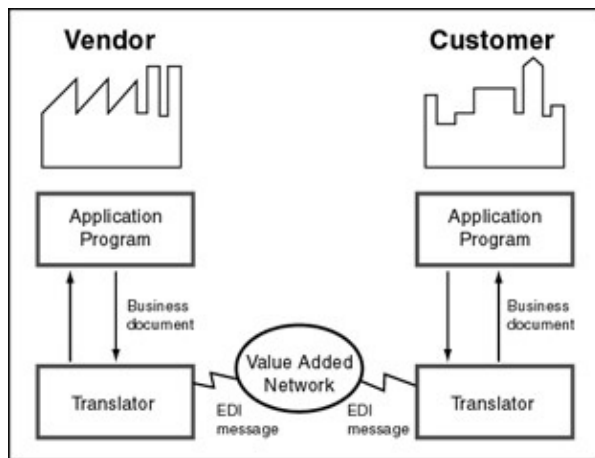 Vendor
Customer
Application
Program
Application
Program
Business
document
Business
document
Translator
Value Added
Network
Translator
EDI
message
EDI
message